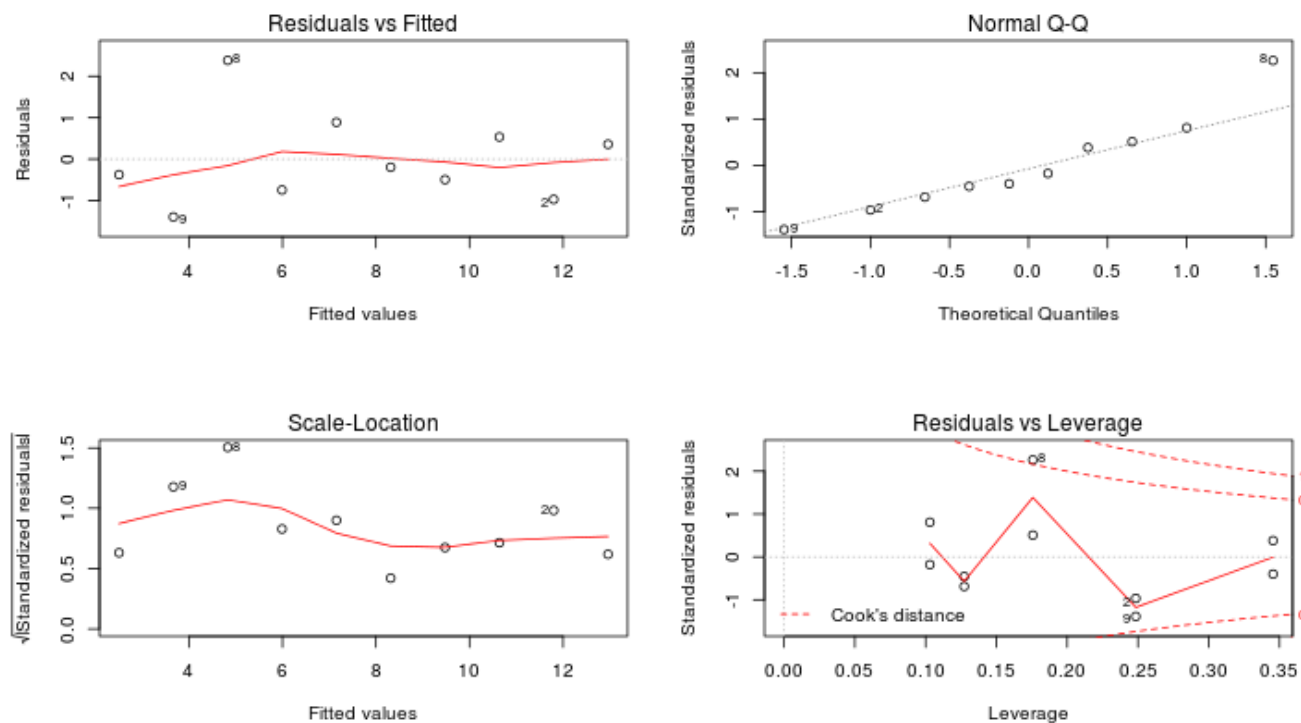 Residuals vs Fitted
Residuals
2
1
0
-1
8
9
2
4 6 8 10 12
Fitted values
Normal Q-Q
Standardized residuals
2
1
0
-1
8
2
9
-1.5 -1.0 -0.5 0.0 0.5 1.0 1.5
Theoretical Quantiles
Scale-Location
√|Standardized residuals|
1.5
1.0
0.5
0.0
8
9
2
4 6 8 10 12
Fitted values
Residuals vs Leverage
Standardized residuals
2
1
0
-1
8
2
9
Cook's distance
0.00 0.05 0.10 0.15 0.20 0.25 0.30 0.35
Leverage